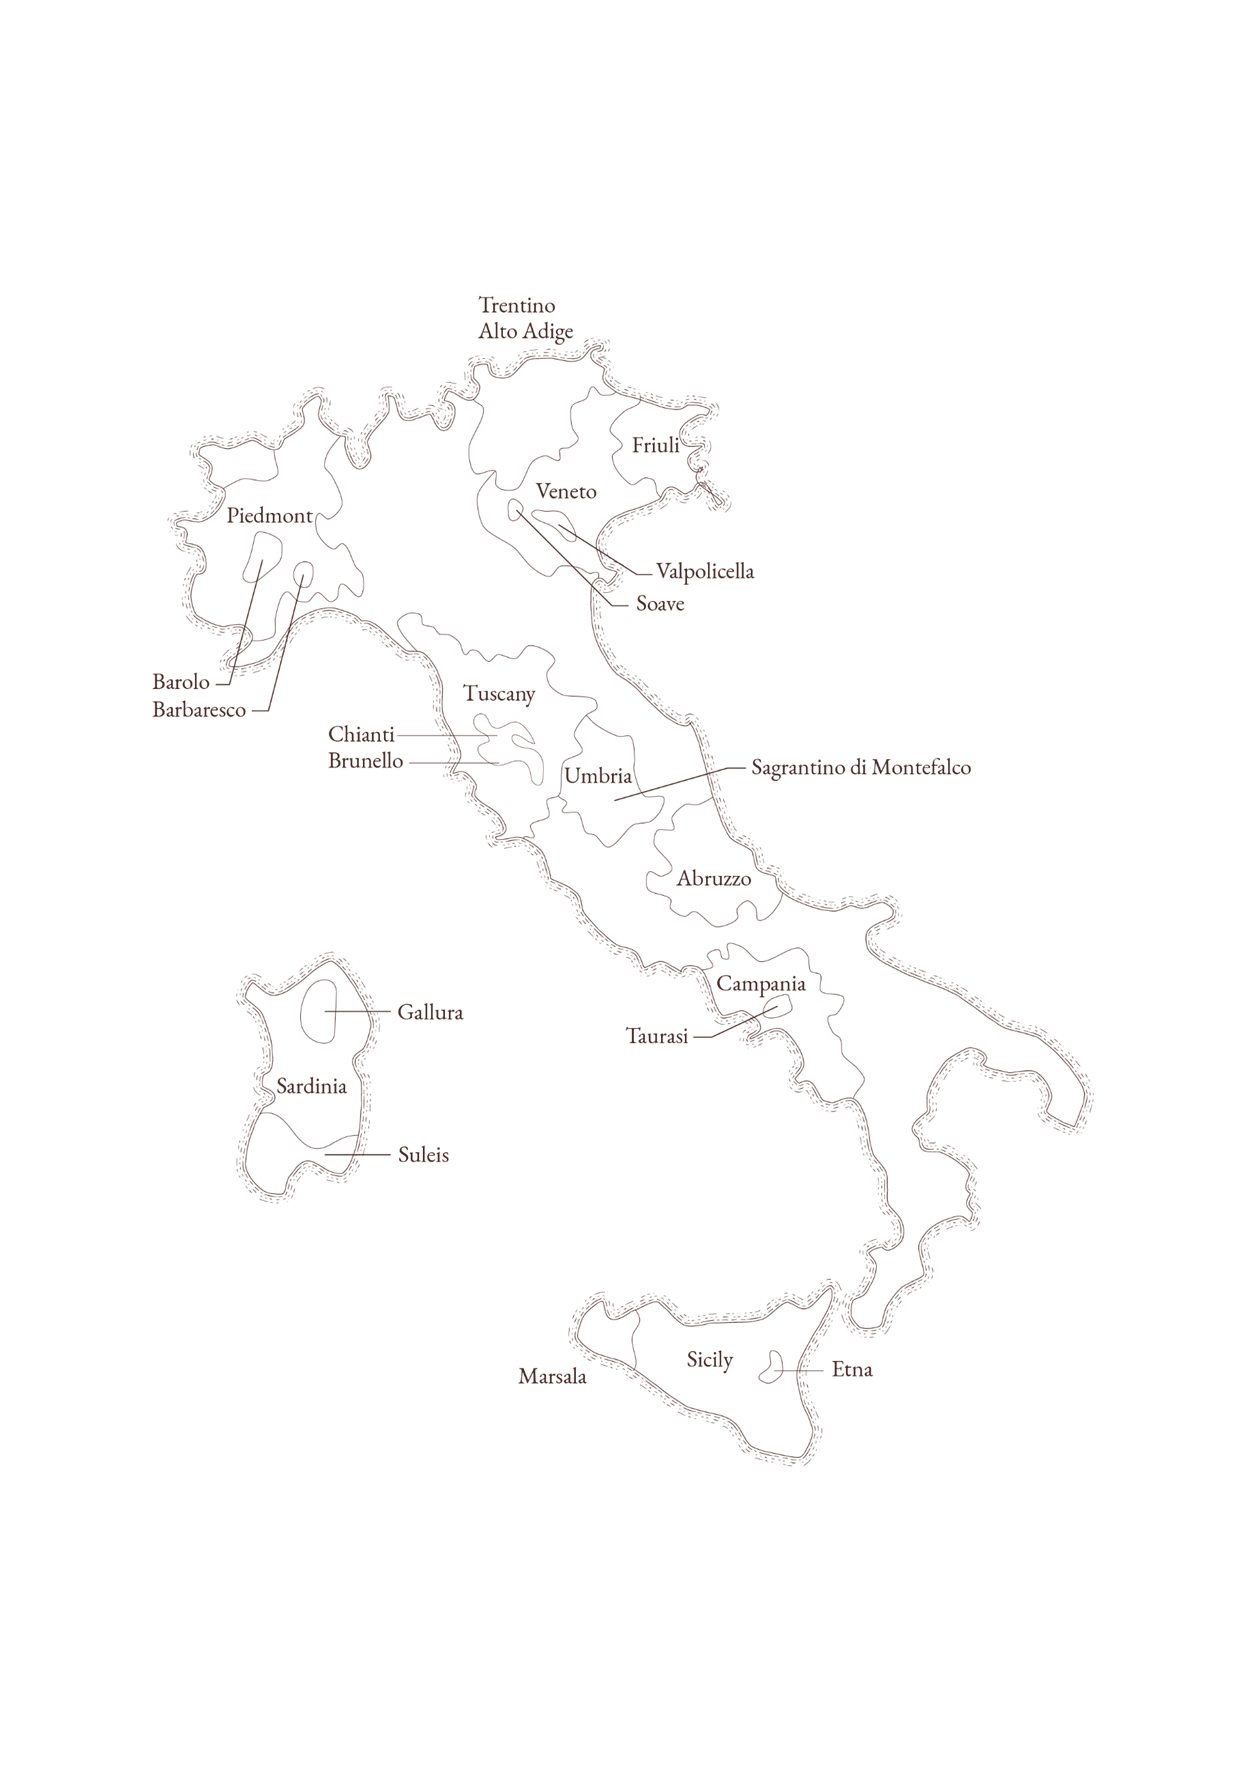 Trentino
Alto Adige
Friuli
Veneto
Piedmont
Valpolicella
Soave
Barolo
Barbaresco
Tuscany
Chianti
Brunello
Umbria
Sagrantino di Montefalco
Abruzzo
Campania
Taurasi
Gallura
Sardinia
Suleis
Sicily
Etna
Marsala